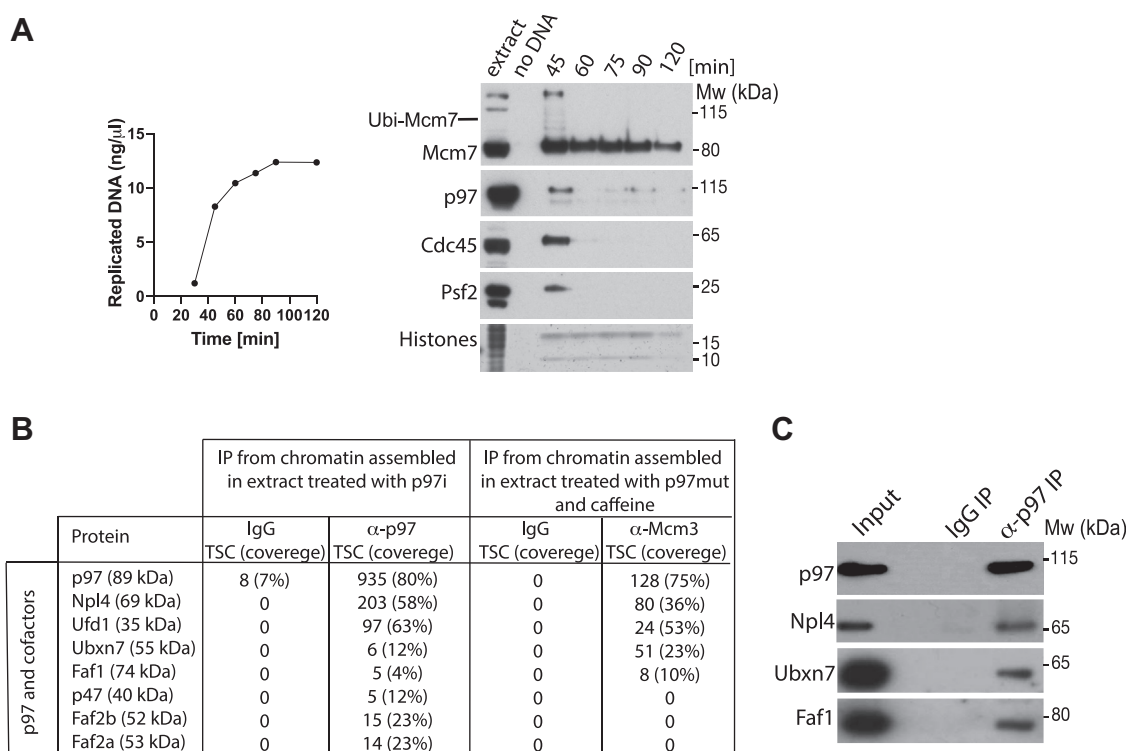 A
Replicated DNA (ng/µl)
15
10
5
0
0 20 40 60 80 100 120
Time [min]
extract
no DNA
45
60
75
90
120
[min]
Mw (kDa)
Ubi-Mcm7
115
Mcm7
80
p97
115
Cdc45
65
Psf2
25
Histones
15
10
B
IP from chromatin assembled
in extract treated with p97i
IP from chromatin assembled
in extract treated with p97mut
and caffeine
Protein
IgG
TSC (coverege)
α-p97
TSC (coverege)
IgG
TSC (coverege)
α-Mcm3
TSC (coverege)
p97 and cofactors
p97 (89 kDa) 8 (7%) 935 (80%) 0 128 (75%)
Npl4 (69 kDa) 0 203 (58%) 0 80 (36%)
Ufd1 (35 kDa) 0 97 (63%) 0 24 (53%)
Ubxn7 (55 kDa) 0 6 (12%) 0 51 (23%)
Faf1 (74 kDa) 0 5 (4%) 0 8 (10%)
p47 (40 kDa) 0 5 (12%) 0 0
Faf2b (52 kDa) 0 15 (23%) 0 0
Faf2a (53 kDa) 0 14 (23%) 0 0
C
Input
IgG IP
α-p97 IP
Mw (kDa)
p97
115
Npl4
65
Ubxn7
65
Faf1
80